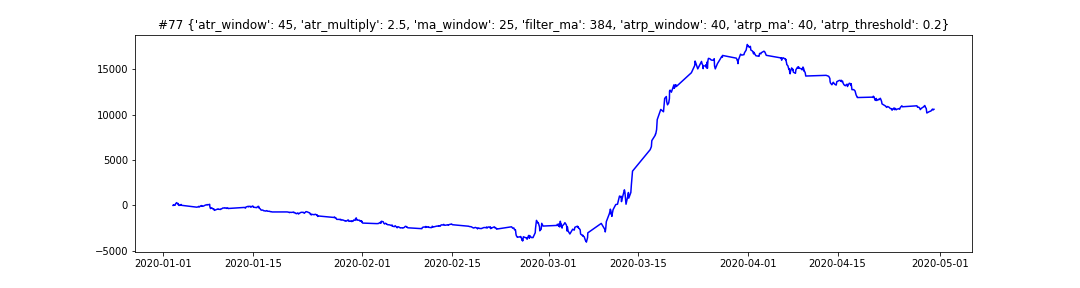 #77 {'atr_window': 45, 'atr_multiply': 2.5, 'ma_window': 25, 'filter_ma': 384, 'atrp_window': 40, 'atrp_ma': 40, 'atrp_threshold': 0.2}
15000
10000
5000
0
−5000
2020-01-01 2020-01-15 2020-02-01 2020-02-15 2020-03-01 2020-03-15 2020-04-01 2020-04-15 2020-05-01